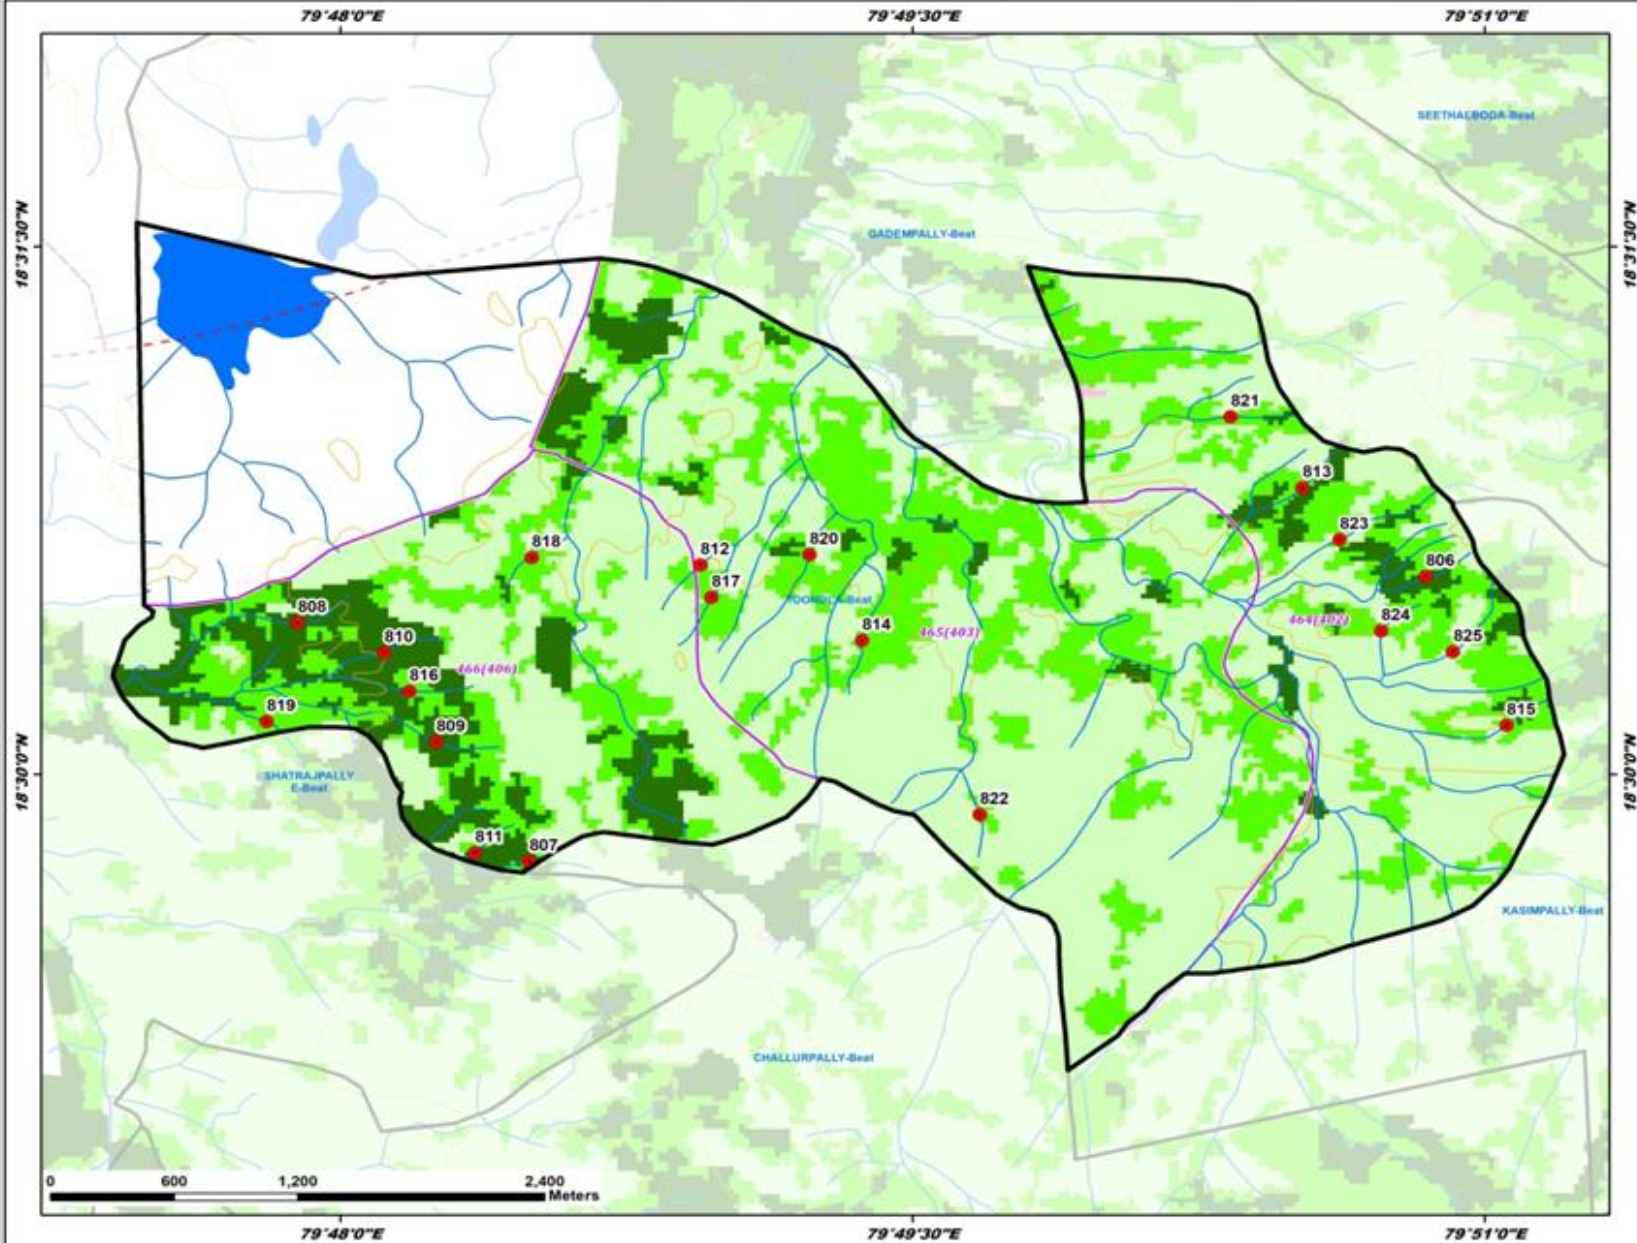 79°48'0"E
79°49'30"E
79°51'0"E
SEETHALBODA-Beat
18°31'30"N
18°31'30"N
GADEMPALLY-Beat
821
813
823
818
812
820
806
817
808
814
465(403)
464(402)
824
810
825
816
466(406)
819
815
809
18°30'0"N
18°30'0"N
SHATRAJPALLY
E-Beat
822
811
807
KASIMPALLY-Beat
CHALLURPALLY-Beat
0 600 1,200 2,400
Meters
79°48'0"E
79°49'30"E
79°51'0"E